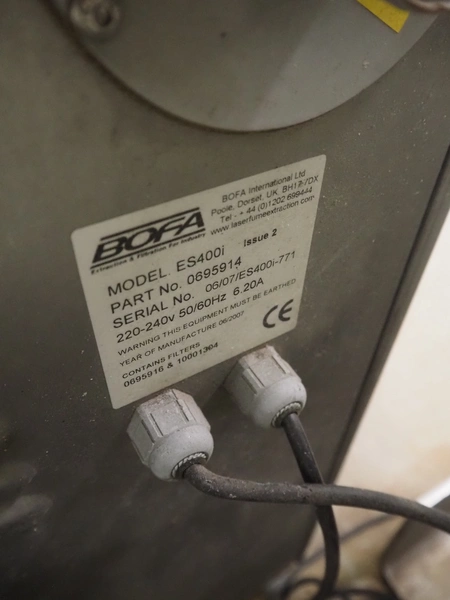 BOFA
Extraction & Filtration For Industry
BOFA International Ltd
Poole, Dorset, UK BH17 7DX
Tel - + 44 (0)1202 699444
www.laserfumeextraction.com
MODEL. ES400i Issue 2
PART No. 0695914
SERIAL No. 06/07/ES400i-771
220-240v 50/60Hz 6.20A
WARNING THIS EQUIPMENT MUST BE EARTHED
YEAR OF MANUFACTURE 06/2007
CONTAINS FILTERS
0695916 & 10001304
CE